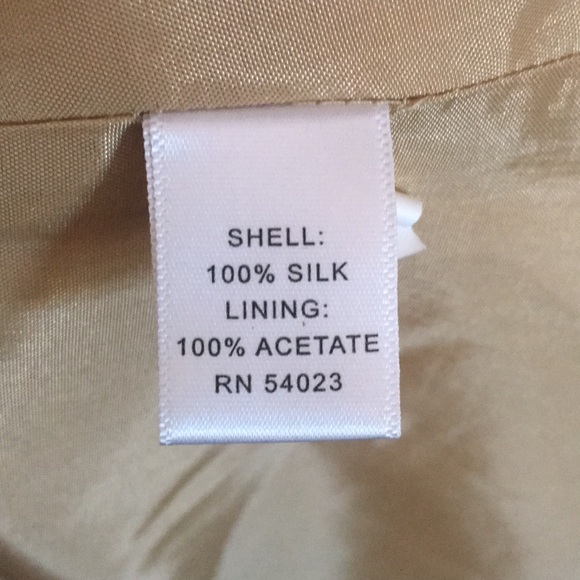 SHELL:
100% SILK
LINING:
100% ACETATE
RN 54023